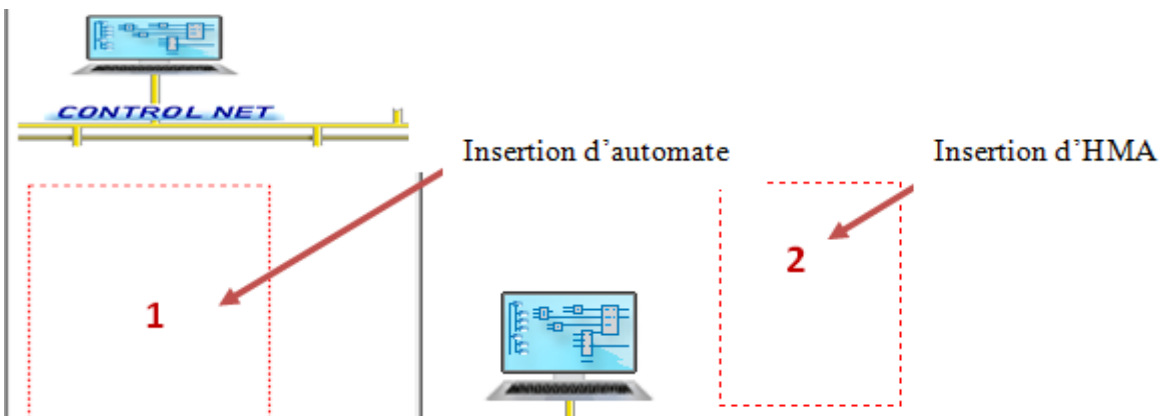 CONTROL NET
Insertion d'automate
Insertion d'HMA
2
1